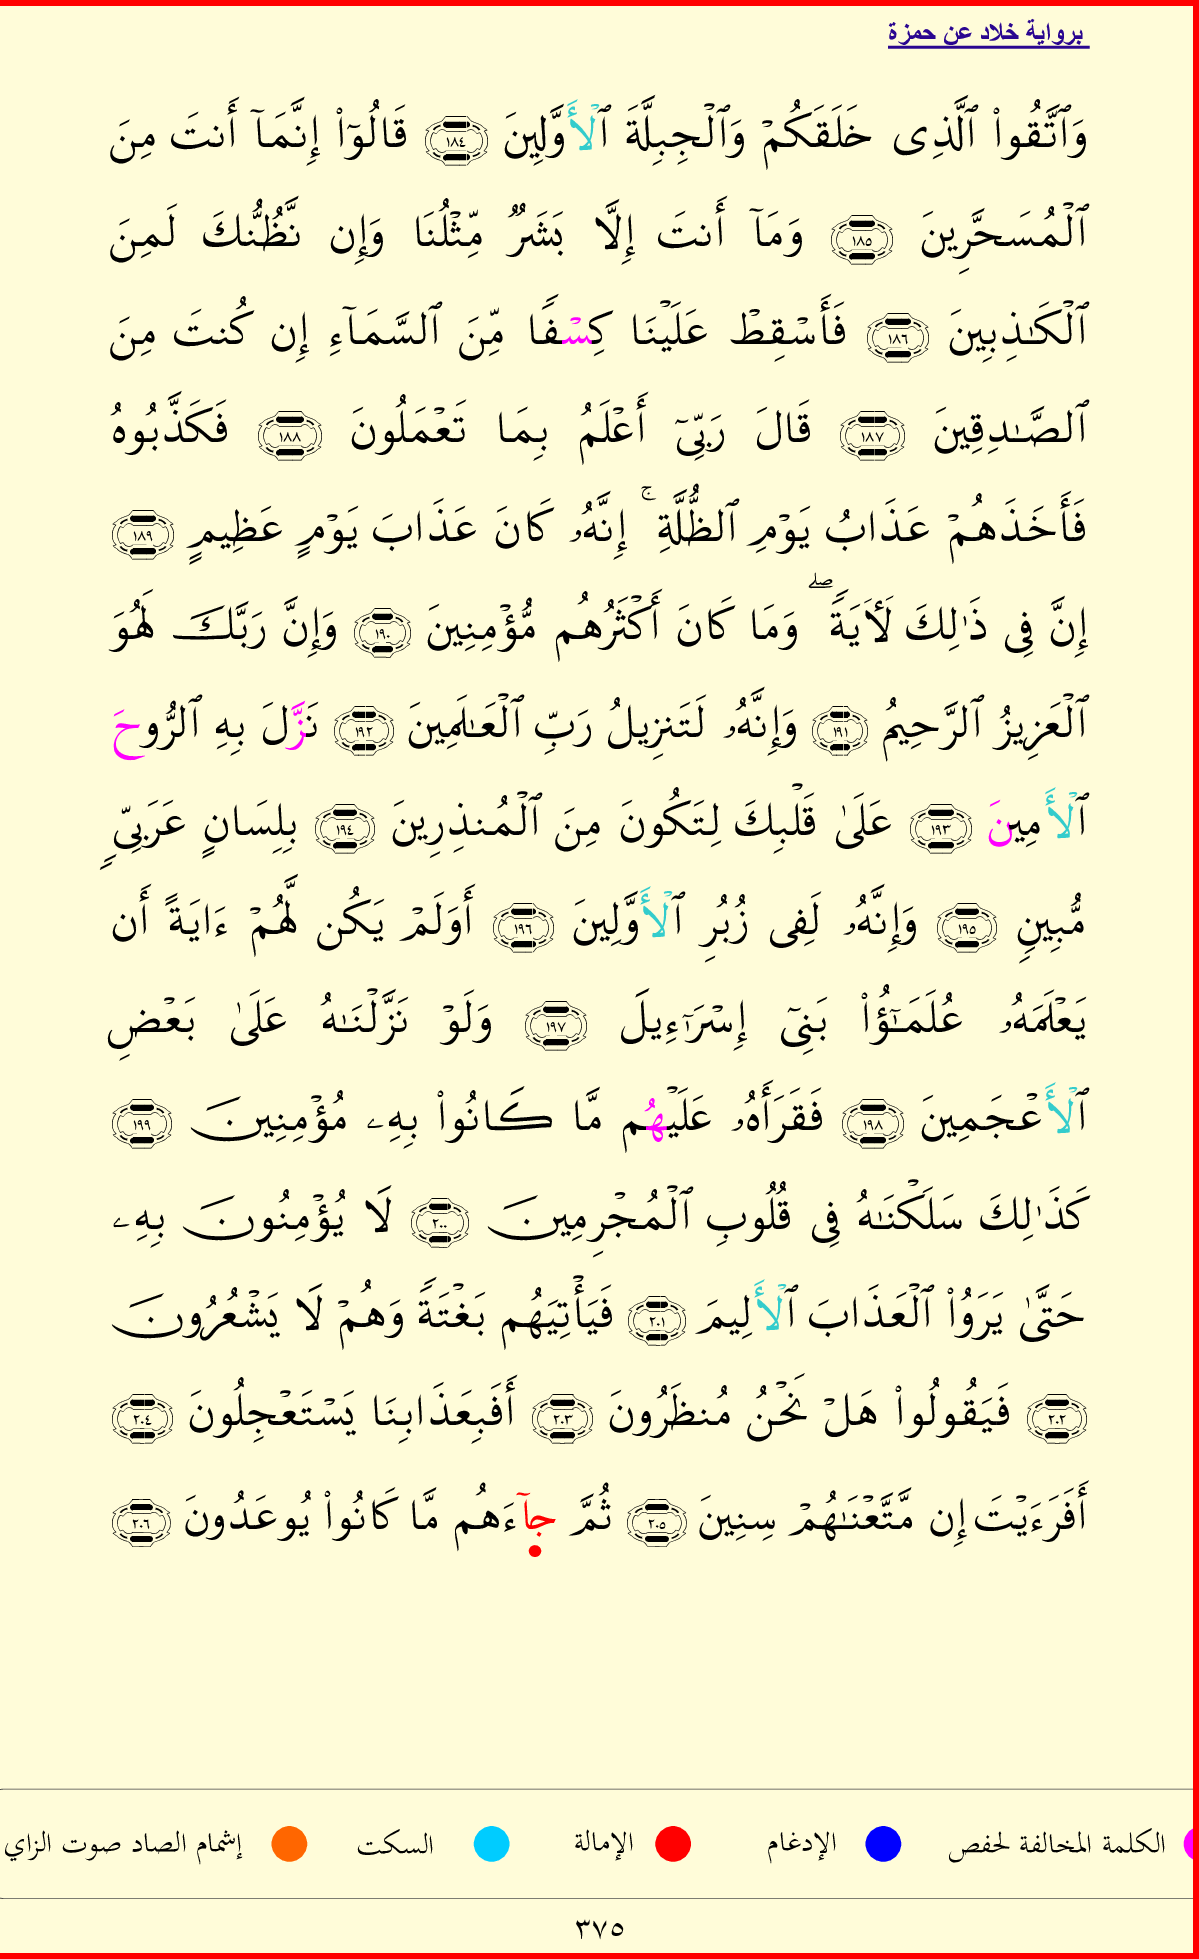 برواية خلاد عن حمزة
وَٱتَّقُوا۟ ٱلَّذِى خَلَقَكُمْ وَٱلْجِبِلَّةَ ٱلْأَوَّلِينَ ١٨٤ قَالُوٓا۟ إِنَّمَآ أَنتَ مِنَ
ٱلْمُسَحَّرِينَ ١٨٥ وَمَآ أَنتَ إِلَّا بَشَرٌ مِّثْلُنَا وَإِن نَّظُنُّكَ لَمِنَ
ٱلْكَـٰذِبِينَ ١٨٦ فَأَسْقِطْ عَلَيْنَا كِسْفًا مِّنَ ٱلسَّمَآءِ إِن كُنتَ مِنَ
ٱلصَّـٰدِقِينَ ١٨٧ قَالَ رَبِّىٓ أَعْلَمُ بِمَا تَعْمَلُونَ ١٨٨ فَكَذَّبُوهُ
فَأَخَذَهُمْ عَذَابُ يَوْمِ ٱلظُّلَّةِ ۚ إِنَّهُۥ كَانَ عَذَابَ يَوْمٍ عَظِيمٍ ١٨٩
إِنَّ فِى ذَٰلِكَ لَأٓيَةً ۖ وَمَا كَانَ أَكْثَرُهُم مُّؤْمِنِينَ ١٩٠ وَإِنَّ رَبَّكَ لَهُوَ
ٱلْعَزِيزُ ٱلرَّحِيمُ ١٩١ وَإِنَّهُۥ لَتَنزِيلُ رَبِّ ٱلْعَـٰلَمِينَ ١٩٢ نَزَّلَ بِهِ ٱلرُّوحَ
ٱلْأَمِينَ ١٩٣ عَلَىٰ قَلْبِكَ لِتَكُونَ مِنَ ٱلْمُنذِرِينَ ١٩٤ بِلِسَانٍ عَرَبِىٍّ
مُّبِينٍ ١٩٥ وَإِنَّهُۥ لَفِى زُبُرِ ٱلْأَوَّلِينَ ١٩٦ أَوَلَمْ يَكُن لَّهُمْ ءَايَةً أَن
يَعْلَمَهُۥ عُلَمَـٰٓؤُا۟ بَنِىٓ إِسْرَٰٓءِيلَ ١٩٧ وَلَوْ نَزَّلْنَـٰهُ عَلَىٰ بَعْضِ
ٱلْأَعْجَمِينَ ١٩٨ فَقَرَأَهُۥ عَلَيْهُم مَّا كَانُوا۟ بِهِۦ مُؤْمِنِينَ ١٩٩
كَذَٰلِكَ سَلَكْنَـٰهُ فِى قُلُوبِ ٱلْمُجْرِمِينَ ٢٠٠ لَا يُؤْمِنُونَ بِهِۦ
حَتَّىٰ يَرَوُا۟ ٱلْعَذَابَ ٱلْأَلِيمَ ٢٠١ فَيَأْتِيَهُم بَغْتَةً وَهُمْ لَا يَشْعُرُونَ
٢٠٢ فَيَقُولُوا۟ هَلْ نَحْنُ مُنظَرُونَ ٢٠٣ أَفَبِعَذَابِنَا يَسْتَعْجِلُونَ ٢٠٤
أَفَرَءَيْتَ إِن مَّتَّعْنَـٰهُمْ سِنِينَ ٢٠٥ ثُمَّ جَآءَهُم مَّا كَانُوا۟ يُوعَدُونَ ٢٠٦
الكلمة المخالفة لحفص الإدغام الإمالة السكت إشمام الصاد صوت الزاي
٣٧٥